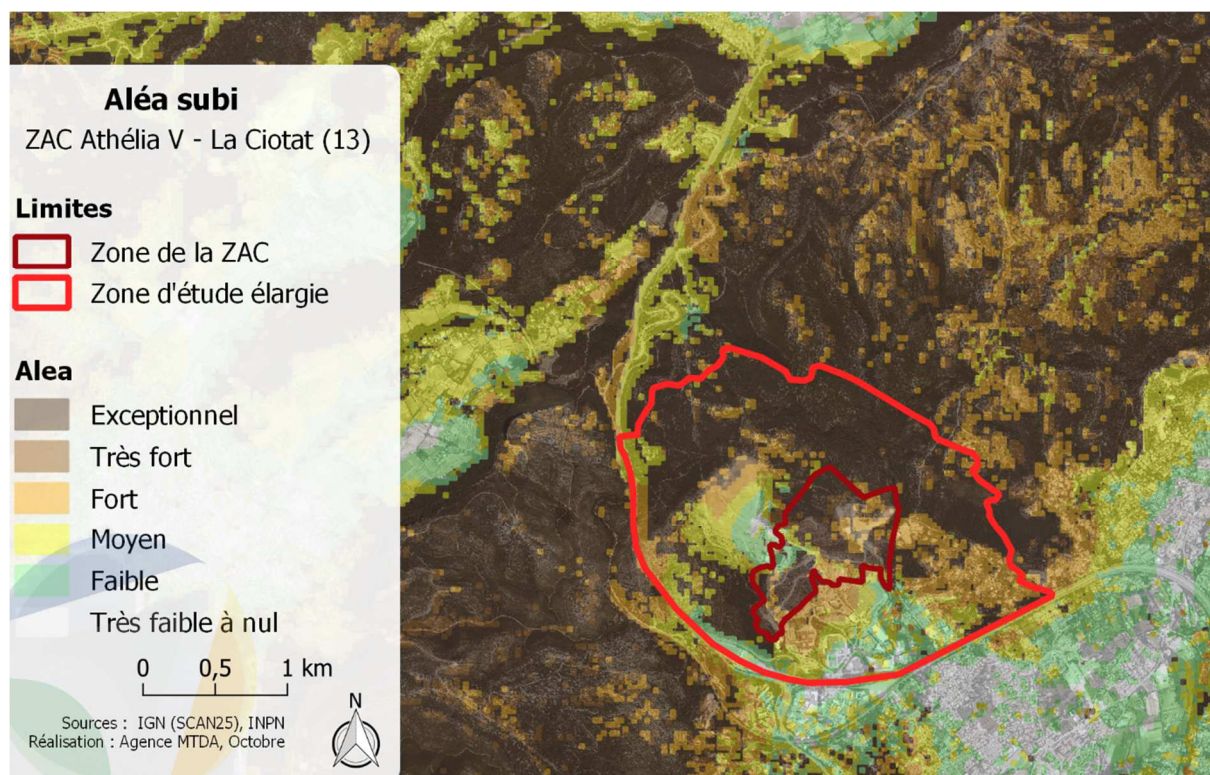 Aléa subi
ZAC Athélia V - La Ciotat (13)
Limites
Zone de la ZAC
Zone d'étude élargie
Alea
Exceptionnel
Très fort
Fort
Moyen
Faible
Très faible à nul
0 0,5 1 km
N
Sources : IGN (SCAN25), INPN
Réalisation : Agence MTDA, Octobre